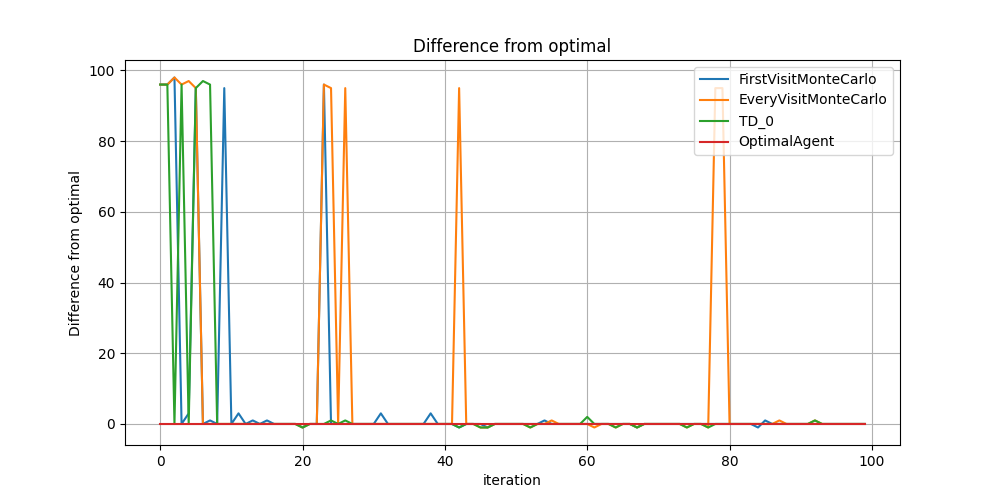 Difference from optimal
FirstVisitMonteCarlo
EveryVisitMonteCarlo
TD_0
OptimalAgent
Difference from optimal
100
80
60
40
20
0
0 20 40 60 80 100
iteration